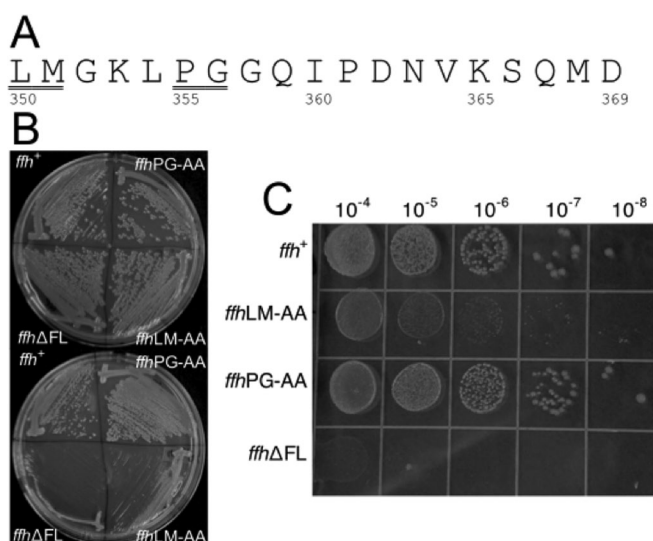 A
L M G K L P G G Q I P D N V K S Q M D
350 355 360 365 369
B
ffh+ ffhPG-AA
ffhΔFL ffhLM-AA
ffh+ ffhPG-AA
ffhΔFL ffhLM-AA
C
10-4 10-5 10-6 10-7 10-8
ffh+
ffhLM-AA
ffhPG-AA
ffhΔFL